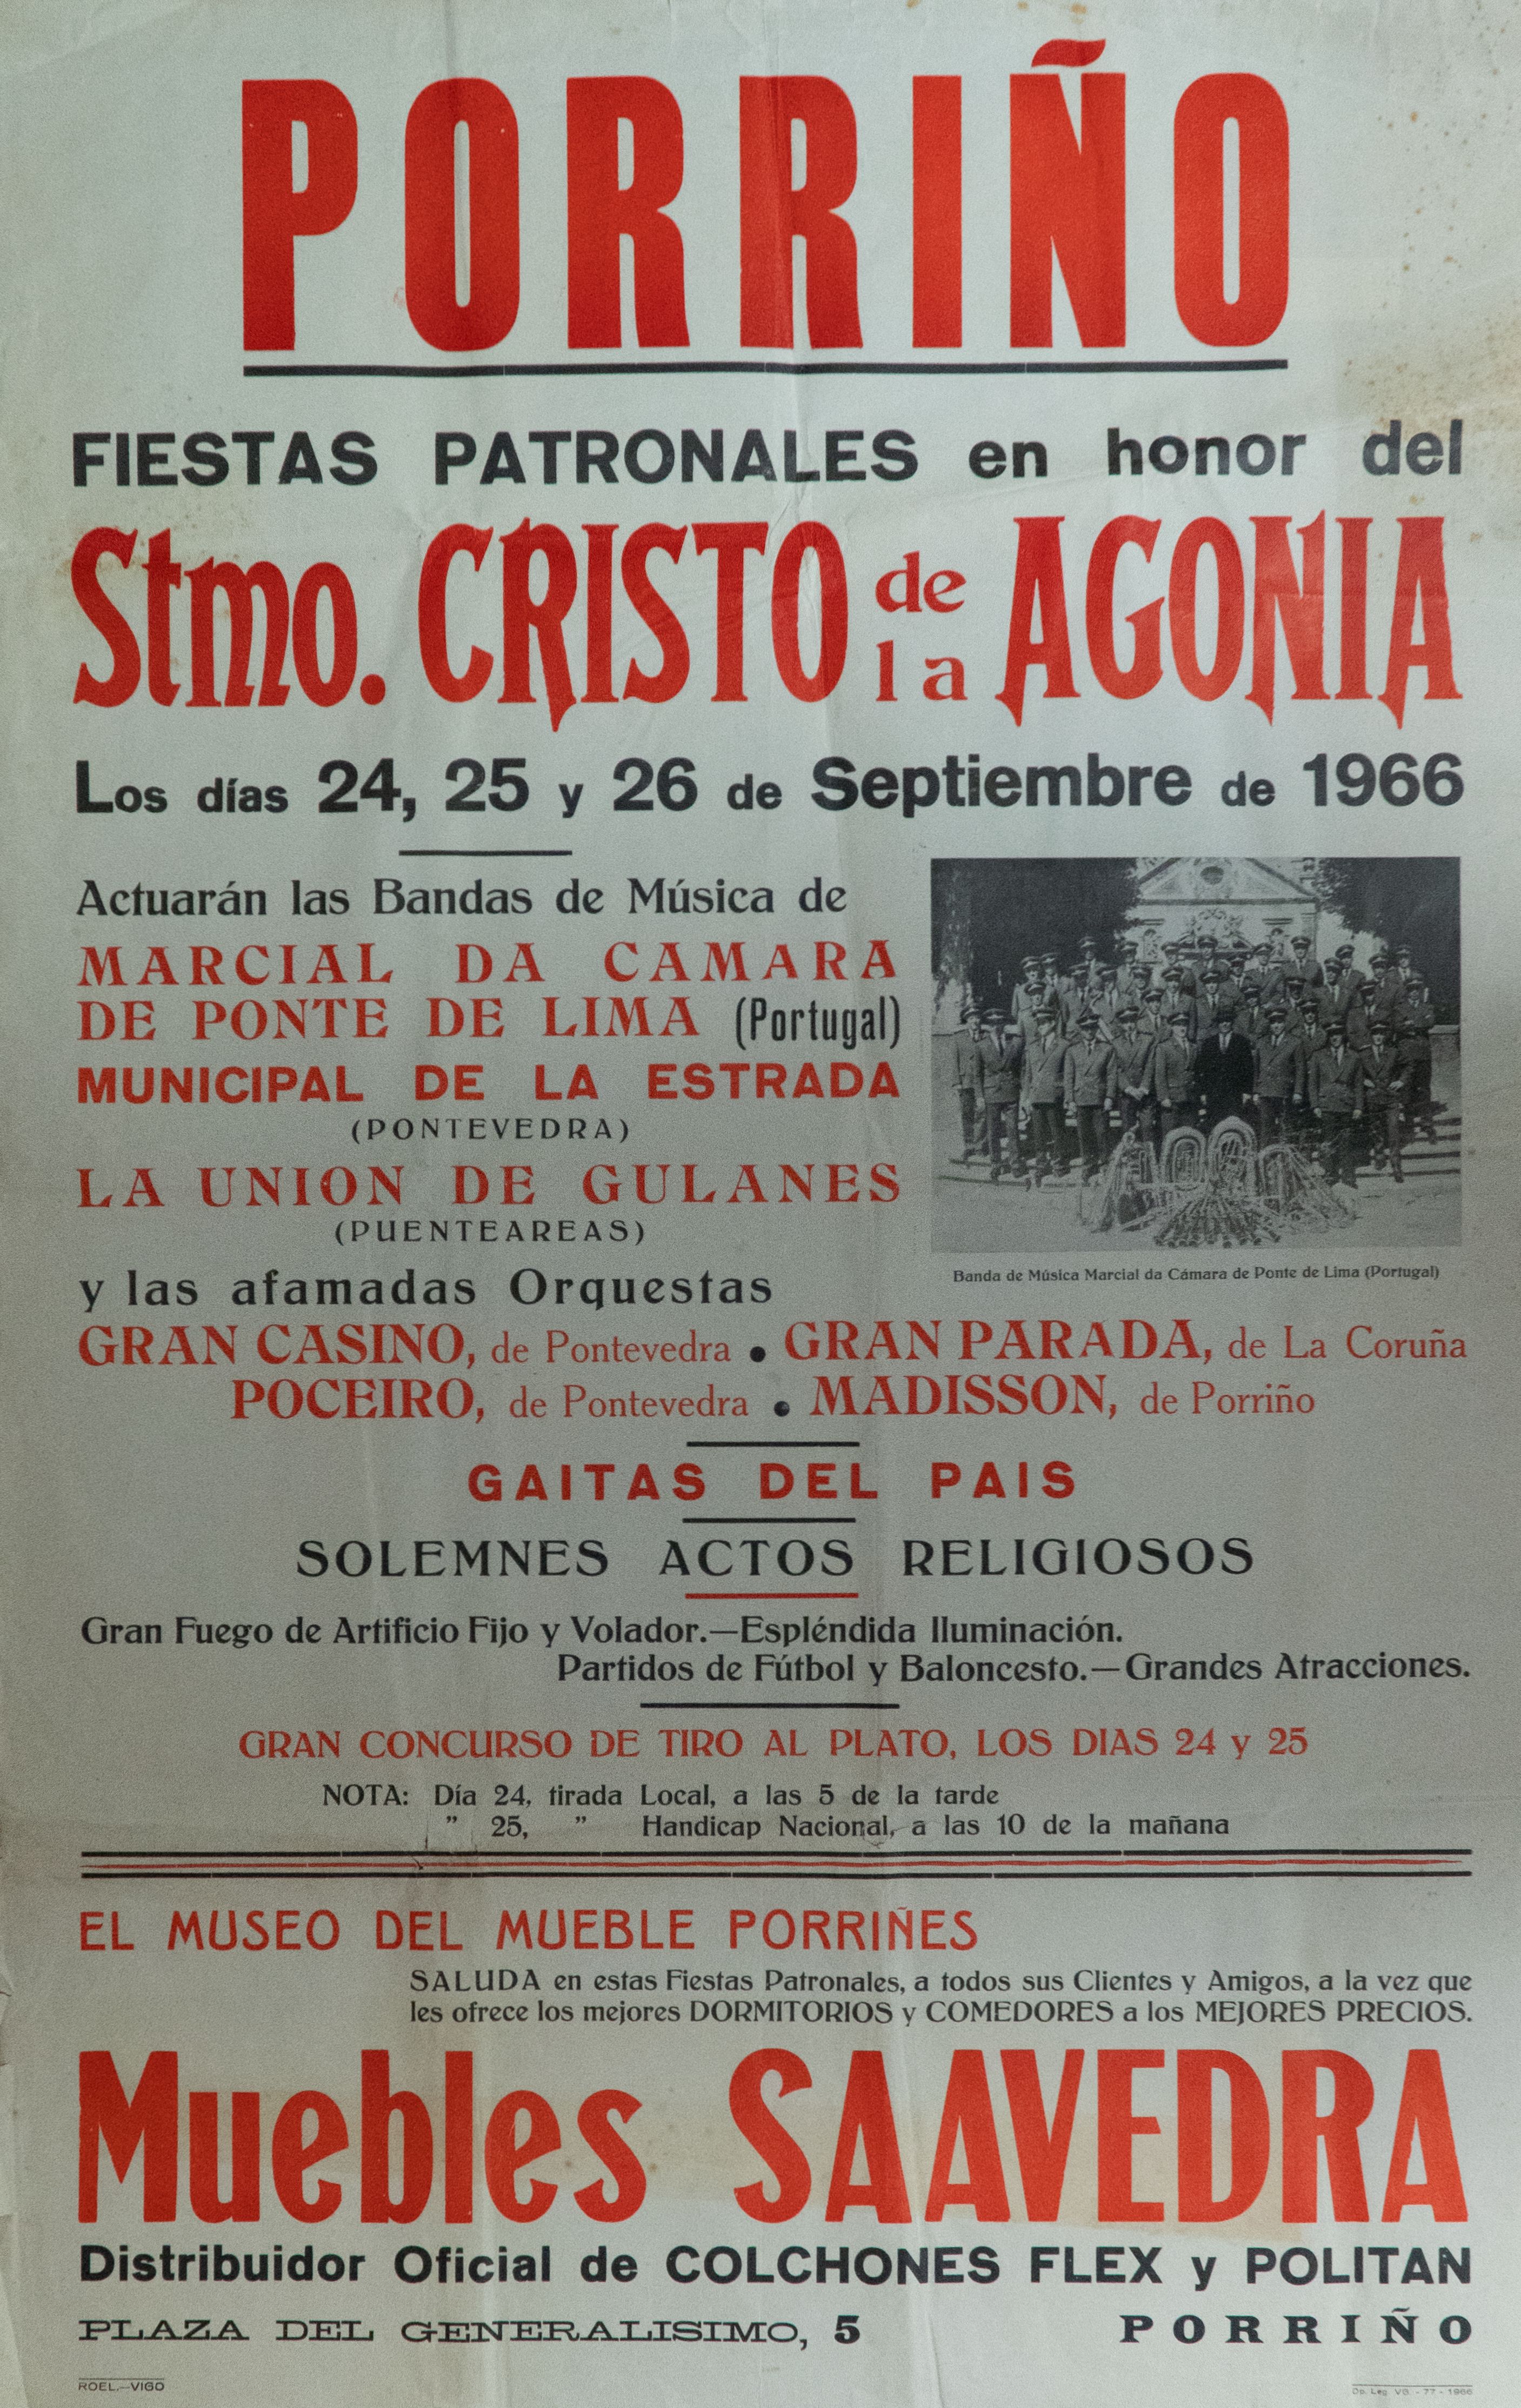 PORRIÑO
FIESTAS PATRONALES en honor del
Stmo. CRISTO de la AGONIA
Los días 24, 25 y 26 de Septiembre de 1966
Actuarán las Bandas de Música de
MARCIAL DA CAMARA
DE PONTE DE LIMA (Portugal)
MUNICIPAL DE LA ESTRADA
(PONTEVEDRA)
LA UNION DE GULANES
(PUENTEAREAS)
Banda de Música Marcial da Cámara de Ponte de Lima (Portugal)
y las afamadas Orquestas
GRAN CASINO, de Pontevedra • GRAN PARADA, de La Coruña
POCEIRO, de Pontevedra • MADISSON, de Porriño
GAITAS DEL PAIS
SOLEMNES ACTOS RELIGIOSOS
Gran Fuego de Artificio Fijo y Volador.—Espléndida Iluminación.
Partidos de Fútbol y Baloncesto.—Grandes Atracciones.
GRAN CONCURSO DE TIRO AL PLATO, LOS DIAS 24 y 25
NOTA: Día 24, tirada Local, a las 5 de la tarde
" 25, " Handicap Nacional, a las 10 de la mañana
EL MUSEO DEL MUEBLE PORRIÑES
SALUDA en estas Fiestas Patronales, a todos sus Clientes y Amigos, a la vez que
les ofrece los mejores DORMITORIOS y COMEDORES a los MEJORES PRECIOS.
Muebles SAAVEDRA
Distribuidor Oficial de COLCHONES FLEX y POLITAN
PLAZA DEL GENERALISIMO, 5 PORRIÑO
ROEL.—VIGO
Dp. Leg. VG. - 77 - 1966